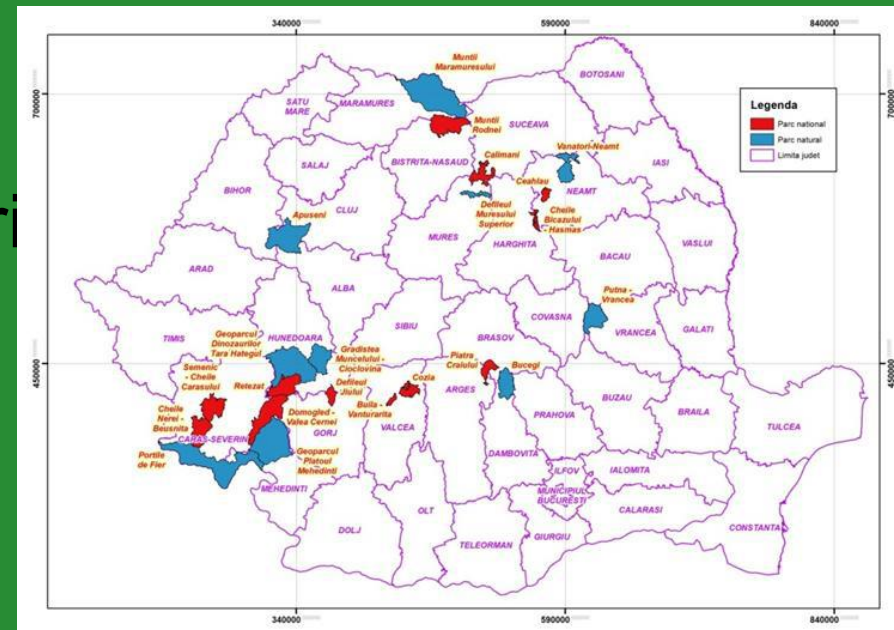 340000
590000
840000
700000
700000
450000
450000
ri
Muntii
Maramuresului
BOTOSANI
SATU
MARE
MARAMURES
SUCEAVA
Muntii
Rodnei
Legenda
Parc national
Parc natural
Limita judet
SALAJ
BISTRITA-NASAUD
Calimani
Vanatori-Neamt
IASI
BIHOR
Ceahlau
NEAMT
CLUJ
Apuseni
Defileul
Muresului
Superior
Cheile
Bicazului
- Hasmas
MURES
HARGHITA
BACAU
VASLUI
ARAD
ALBA
Putna -
Vrancea
TIMIS
HUNEDOARA
SIBIU
BRASOV
COVASNA
VRANCEA
GALATI
Geoparcul
Dinozaurilor
Tara Hategului
Gradistea
Muncelului -
Cioclovina
Semenic
- Cheile
Carasului
Retezat
Defileul
Jiului
Cozia
Piatra
Craiului
Bucegi
ARGES
Buila -
Vanturarita
Cheile
Nerei -
Beusnita
Domogled -
Valea Cernei
GORJ
VALCEA
PRAHOVA
BUZAU
BRAILA
TULCEA
CARAS-SEVERIN
Portile
de Fier
Geoparcul
Platoul
Mehedinti
DAMBOVITA
MEHEDINTI
ILFOV
IALOMITA
MUNICIPIUL
BUCURESTI
OLT
CALARASI
DOLJ
TELEORMAN
GIURGIU
CONSTANTA
340000
590000
840000